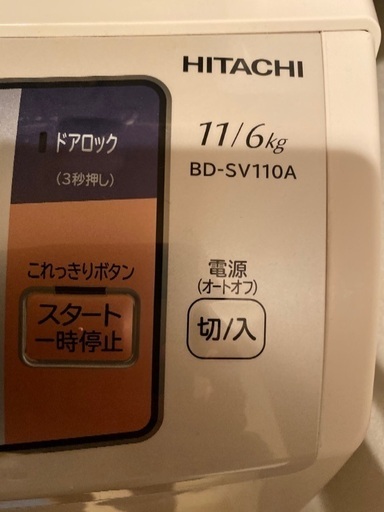 HITACHI
11/6kg
BD-SV110A
ドアロック
(3秒押し)
これっきりボタン
スタート
一時停止
電源
(オートオフ)
切/入